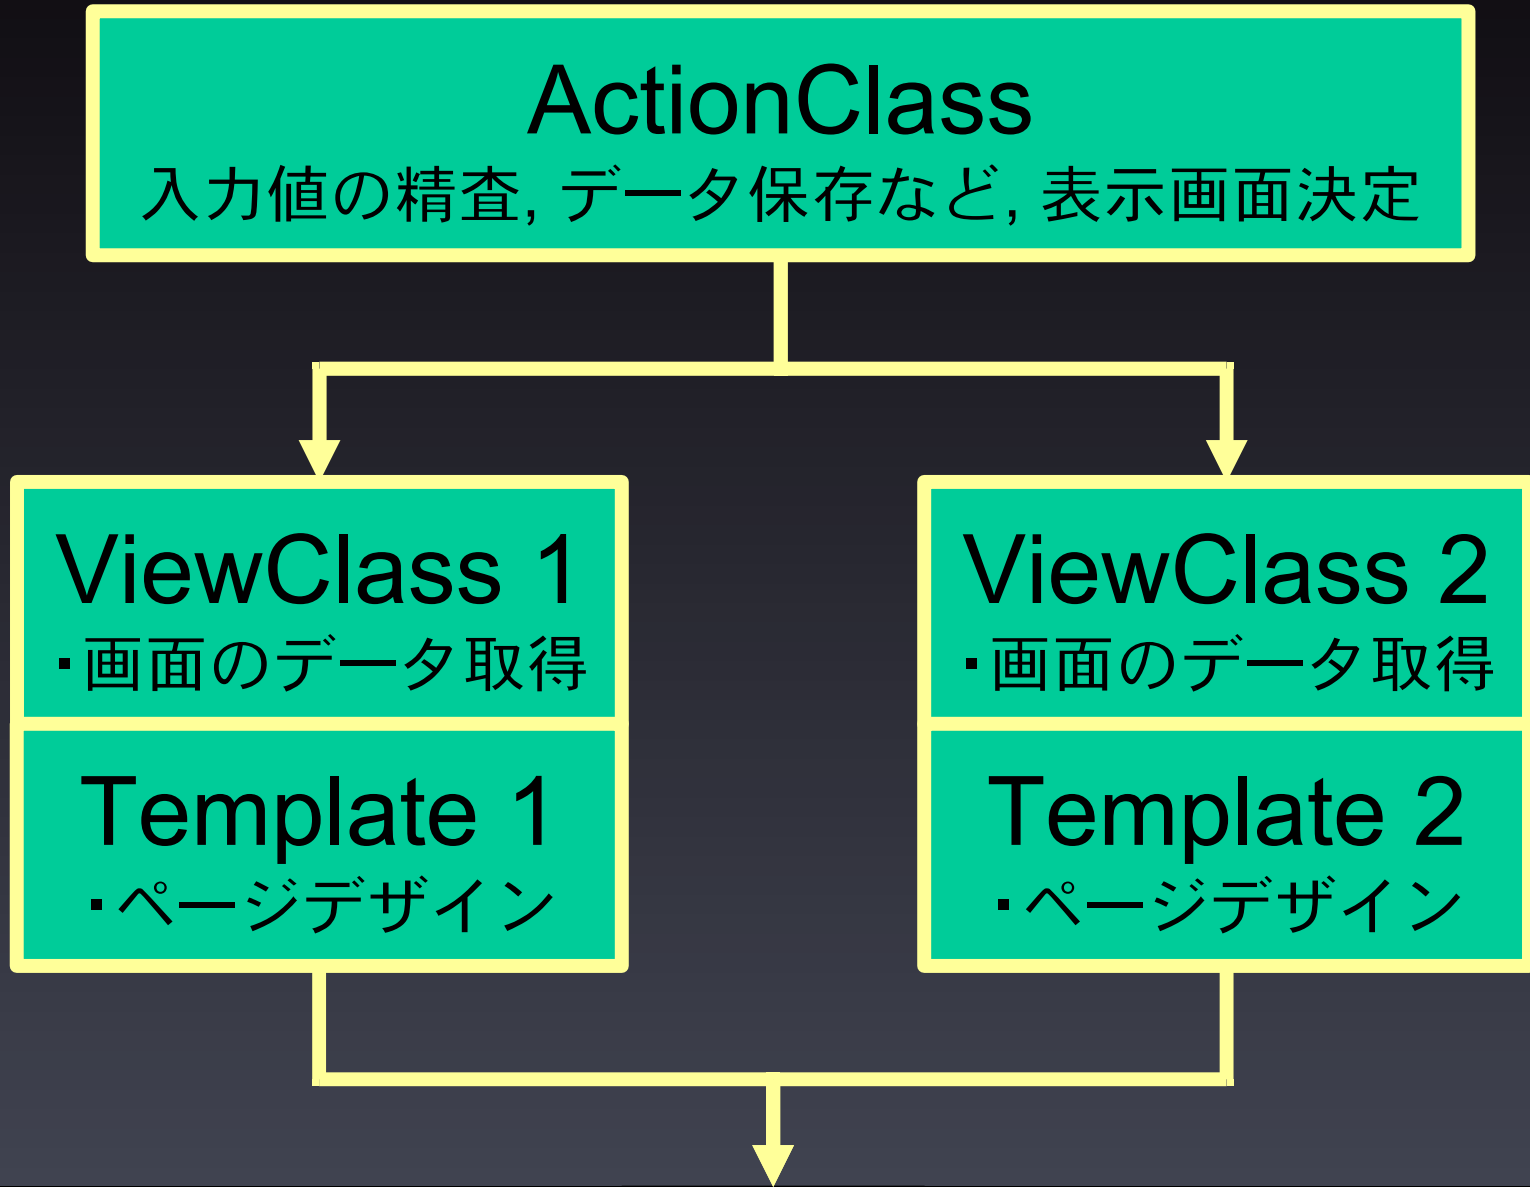 ActionClass
入力値の精査, データ保存など, 表示画面決定
ViewClass 1
・画面のデータ取得
Template 1
・ページデザイン
ViewClass 2
・画面のデータ取得
Template 2
・ページデザイン